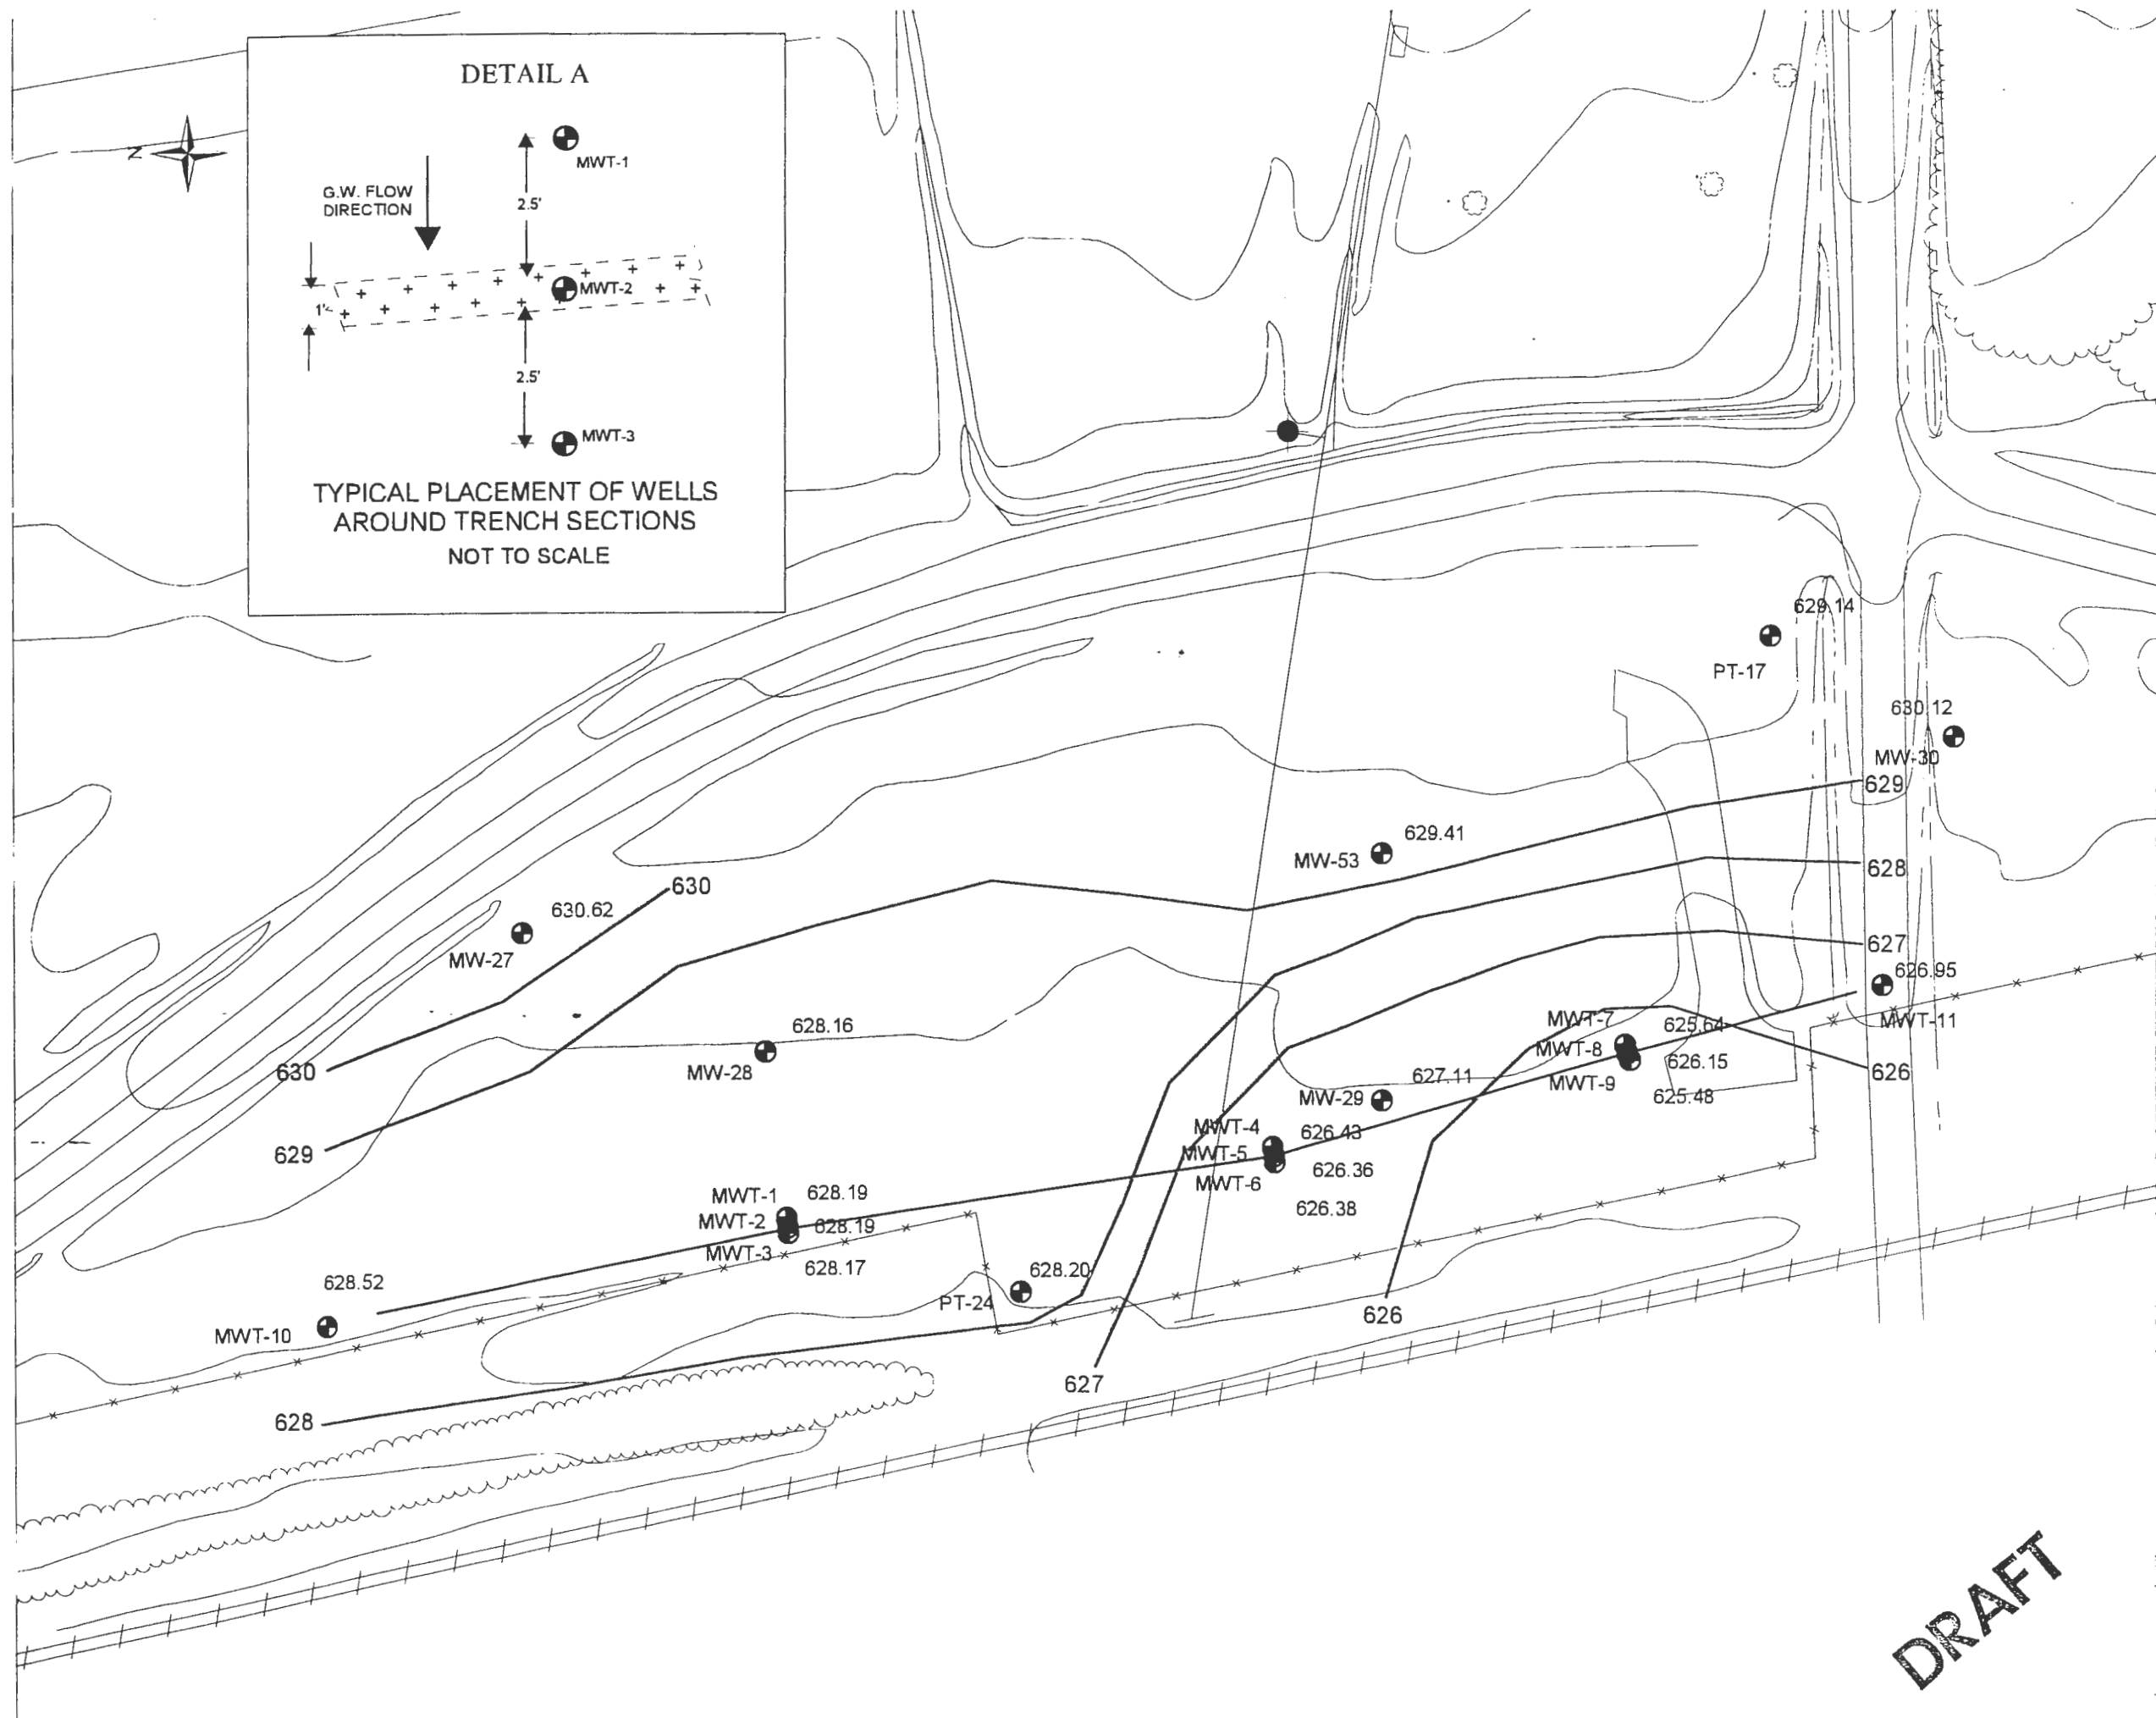 DETAIL A
MWT-1
N
G.W. FLOW
DIRECTION
2.5'
MWT-2
1'
2.5'
MWT-3
TYPICAL PLACEMENT OF WELLS
AROUND TRENCH SECTIONS
NOT TO SCALE
629.14
PT-17
630.12
MW-30
629
629.41
MW-53
628
630
630.62
MW-27
627
626.95
MWT-11
628.16
MW-28
MWT-7 625.64
MWT-8
626.15
MWT-9
625.48
630
626
627.11
MW-29
MWT-4 626.43
MWT-5
626.36
MWT-6
626.38
629
MWT-1 628.19
MWT-2 628.19
MWT-3
628.17
628.20
PT-24
628.52
MWT-10
626
627
628
DRAFT